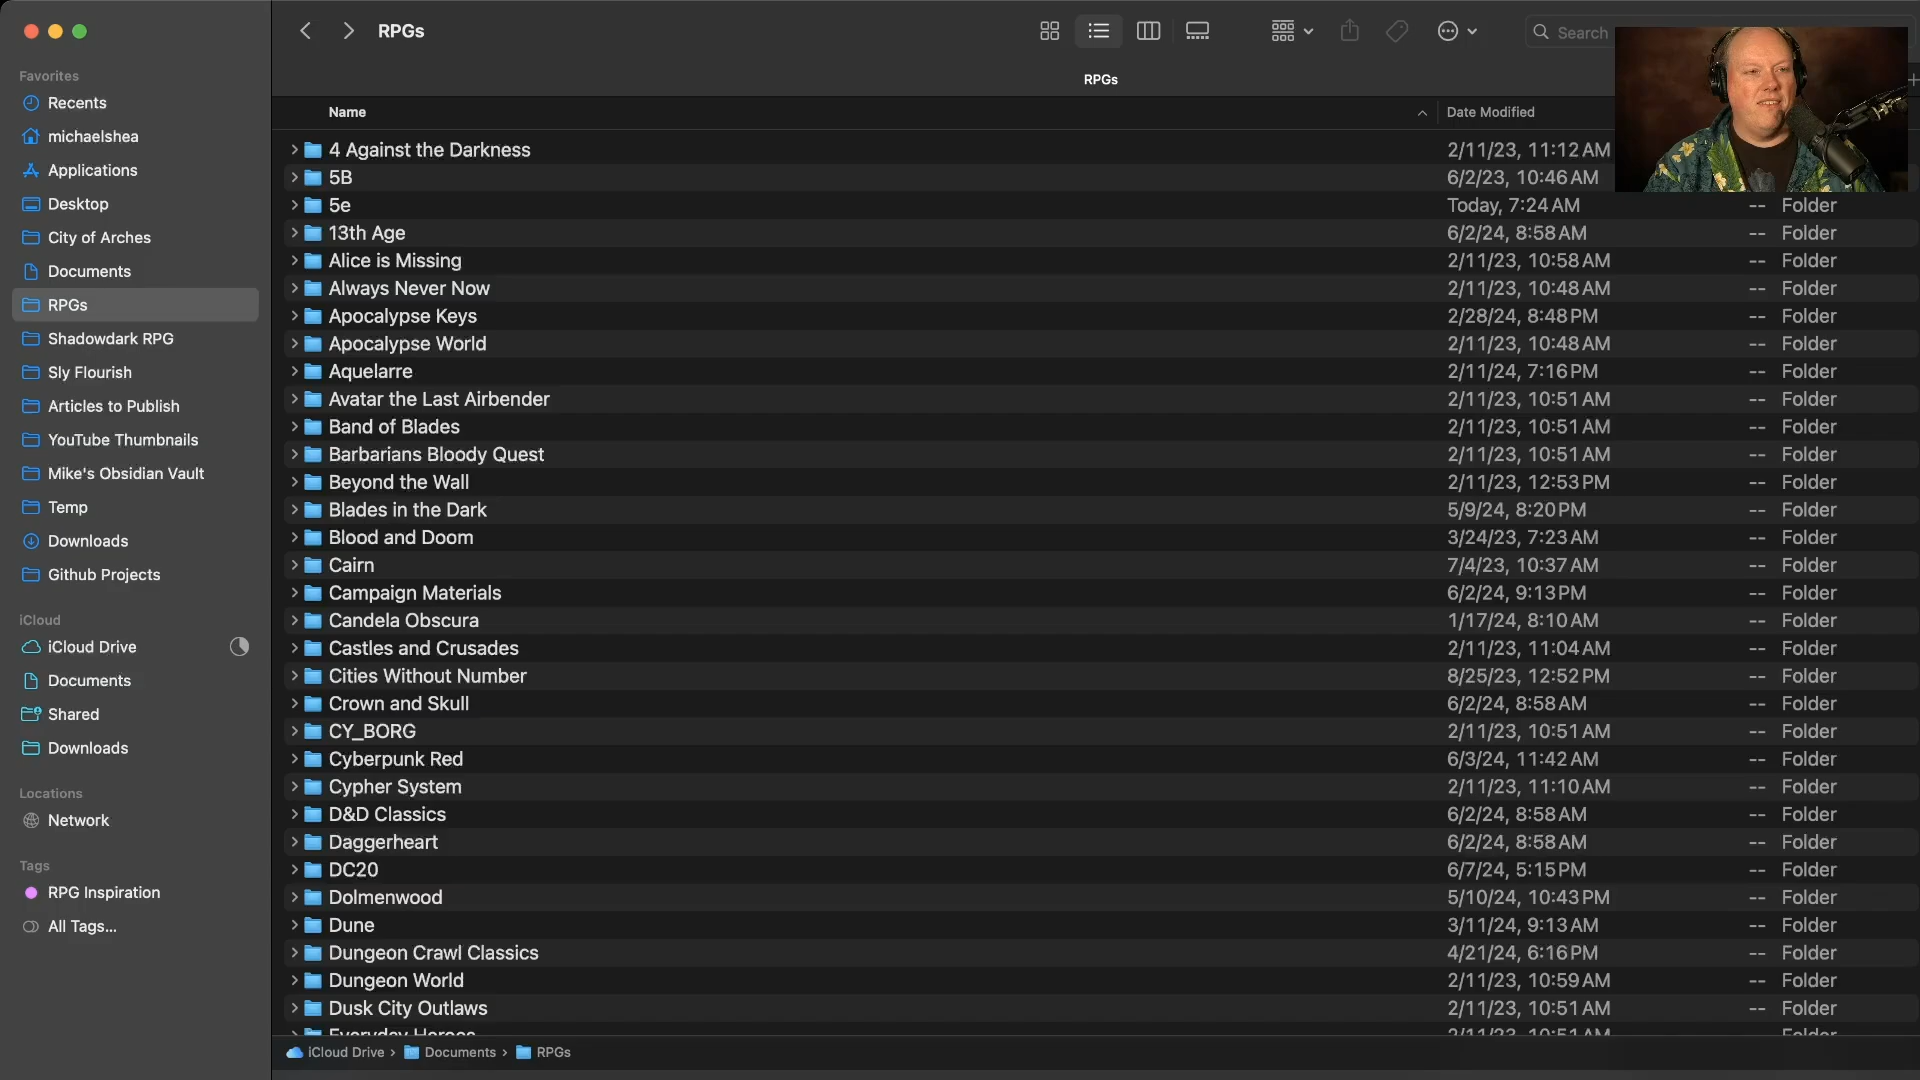 RPGs
Search
RPGs
Name
Date Modified
Favorites
Recents
michaelshea
Applications
Desktop
City of Arches
Documents
RPGs
Shadowdark RPG
Sly Flourish
Articles to Publish
YouTube Thumbnails
Mike's Obsidian Vault
Temp
Downloads
Github Projects
iCloud
iCloud Drive
Documents
Shared
Downloads
Locations
Network
Tags
RPG Inspiration
All Tags...
4 Against the Darkness 2/11/23, 11:12 AM
5B 6/2/23, 10:46 AM
5e Today, 7:24 AM -- Folder
13th Age 6/2/24, 8:58 AM -- Folder
Alice is Missing 2/11/23, 10:58 AM -- Folder
Always Never Now 2/11/23, 10:48 AM -- Folder
Apocalypse Keys 2/28/24, 8:48 PM -- Folder
Apocalypse World 2/11/23, 10:48 AM -- Folder
Aquelarre 2/11/24, 7:16 PM -- Folder
Avatar the Last Airbender 2/11/23, 10:51 AM -- Folder
Band of Blades 2/11/23, 10:51 AM -- Folder
Barbarians Bloody Quest 2/11/23, 10:51 AM -- Folder
Beyond the Wall 2/11/23, 12:53 PM -- Folder
Blades in the Dark 5/9/24, 8:20 PM -- Folder
Blood and Doom 3/24/23, 7:23 AM -- Folder
Cairn 7/4/23, 10:37 AM -- Folder
Campaign Materials 6/2/24, 9:13 PM -- Folder
Candela Obscura 1/17/24, 8:10 AM -- Folder
Castles and Crusades 2/11/23, 11:04 AM -- Folder
Cities Without Number 8/25/23, 12:52 PM -- Folder
Crown and Skull 6/2/24, 8:58 AM -- Folder
CY_BORG 2/11/23, 10:51 AM -- Folder
Cyberpunk Red 6/3/24, 11:42 AM -- Folder
Cypher System 2/11/23, 11:10 AM -- Folder
D&D Classics 6/2/24, 8:58 AM -- Folder
Daggerheart 6/2/24, 8:58 AM -- Folder
DC20 6/7/24, 5:15 PM -- Folder
Dolmenwood 5/10/24, 10:43 PM -- Folder
Dune 3/11/24, 9:13 AM -- Folder
Dungeon Crawl Classics 4/21/24, 6:16 PM -- Folder
Dungeon World 2/11/23, 10:59 AM -- Folder
Dusk City Outlaws 2/11/23, 10:51 AM -- Folder
Everyday Heroes 2/11/23, 10:51 AM -- Folder
iCloud Drive › Documents › RPGs